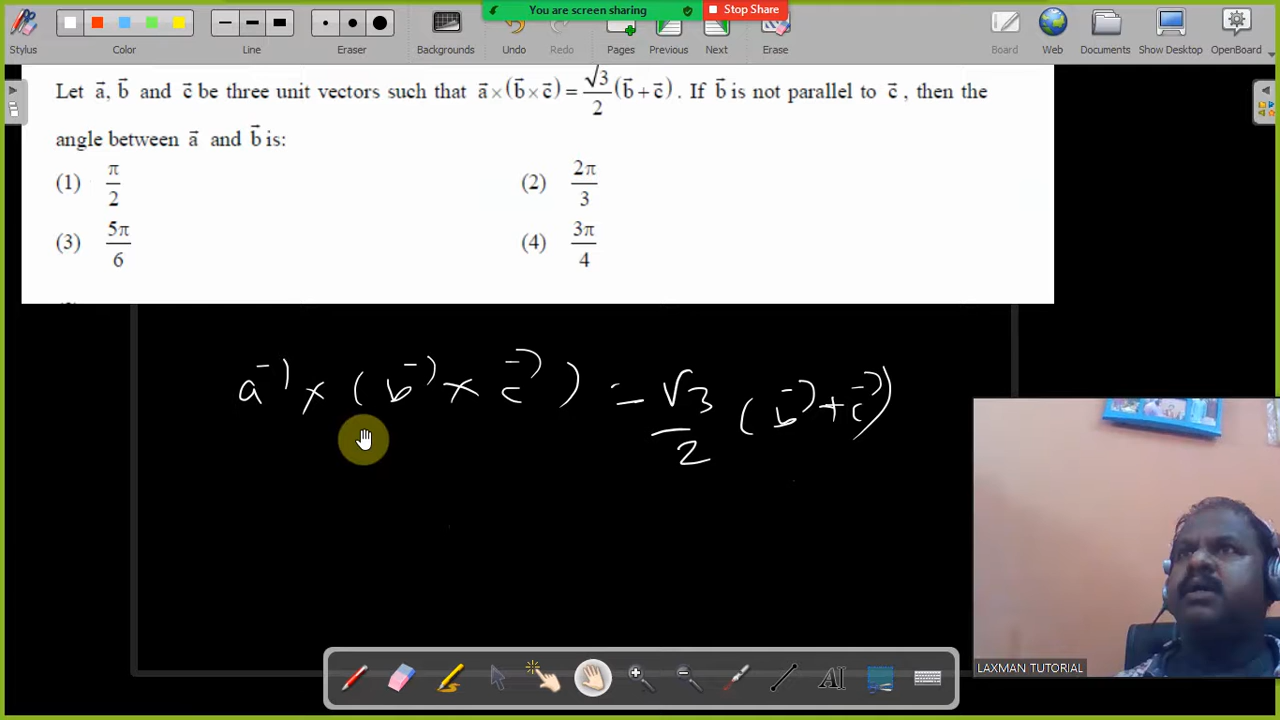 You are screen sharing Stop Share
Stylus Color Line Eraser Backgrounds Undo Redo Pages Previous Next Erase Board Web Documents Show Desktop OpenBoard
Let a⃗, b⃗ and c⃗ be three unit vectors such that a⃗×(b⃗×c⃗)=√3/2(b⃗+c⃗). If b⃗ is not parallel to c⃗, then the
angle between a⃗ and b⃗ is:
(1) π/2 (2) 2π/3
(3) 5π/6 (4) 3π/4
a⃗ × (b⃗ × c⃗) = √3/2 (b⃗ + c⃗)
LAXMAN TUTORIAL
AI